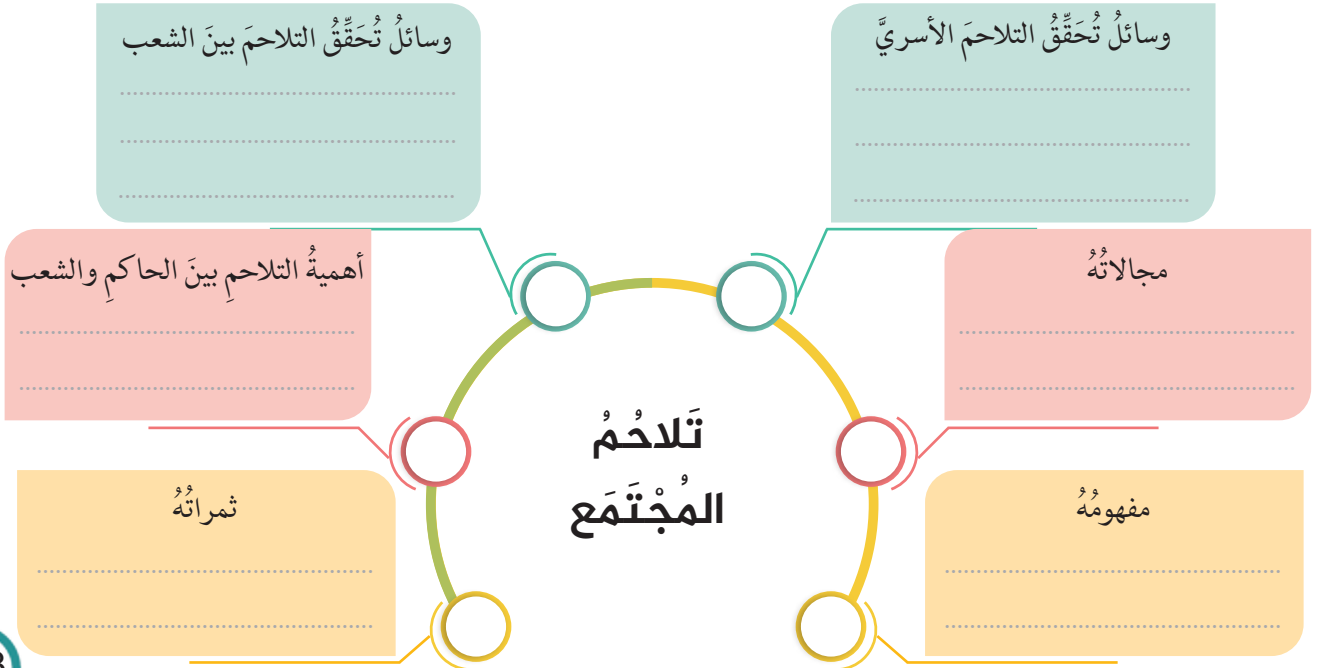 وسائلُ تُحَقِّقُ التلاحمَ الأسريَّ
وسائلُ تُحَقِّقُ التلاحمَ بينَ الشعب
مجالاتُهُ
أهميةُ التلاحمِ بينَ الحاكمِ والشعب
تَلاحُمُ
المُجْتَمَع
مفهومُهُ
ثمراتُهُ